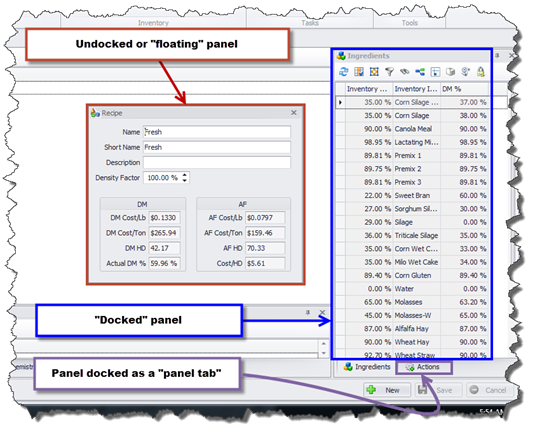 Inventory Tasks Tools
Undocked or "floating" panel
Ingredients
Inventory ... Inventory I... DM %
35.00 % Corn Silage ... 37.00 %
35.00 % Corn Silage 38.00 %
90.00 % Canola Meal 90.00 %
98.95 % Lactating Mi... 98.95 %
89.81 % Premix 1 89.81 %
89.75 % Premix 2 89.75 %
89.81 % Premix 3 89.81 %
22.00 % Sweet Bran 60.00 %
27.00 % Sorghum Sil... 30.00 %
29.00 % Silage 0.00 %
36.00 % Triticale Silage 35.00 %
35.00 % Corn Wet C... 33.00 %
35.00 % Milo Wet Cake 34.00 %
89.40 % Corn Gluten 89.40 %
0.00 % Water 0.00 %
65.00 % Molasses 63.20 %
45.00 % Molasses-W 65.00 %
87.00 % Alfalfa Hay 87.00 %
90.00 % Wheat Hay 90.00 %
92.70 % Wheat Straw 90.00 %
Recipe
Name Fresh
Short Name Fresh
Description
Density Factor 100.00 %
DM AF
DM Cost/Lb $0.1330 AF Cost/Lb $0.0797
DM Cost/Ton $265.94 AF Cost/Ton $159.46
DM HD 42.17 AF HD 70.33
Actual DM % 59.96 % Cost/HD $5.61
"Docked" panel
Panel docked as a "panel tab"
Ingredients Actions
New Save Cancel